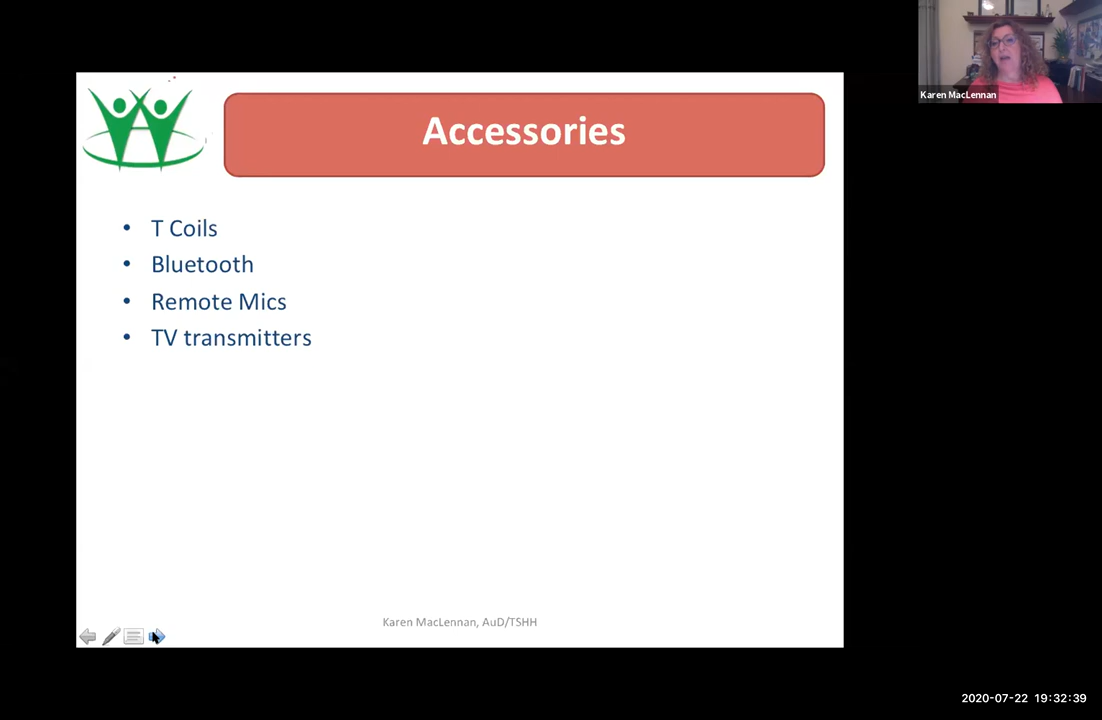 Karen MacLennan
Accessories
• T Coils
• Bluetooth
• Remote Mics
• TV transmitters
Karen MacLennan, AuD/TSHH
2020-07-22 19:32:39